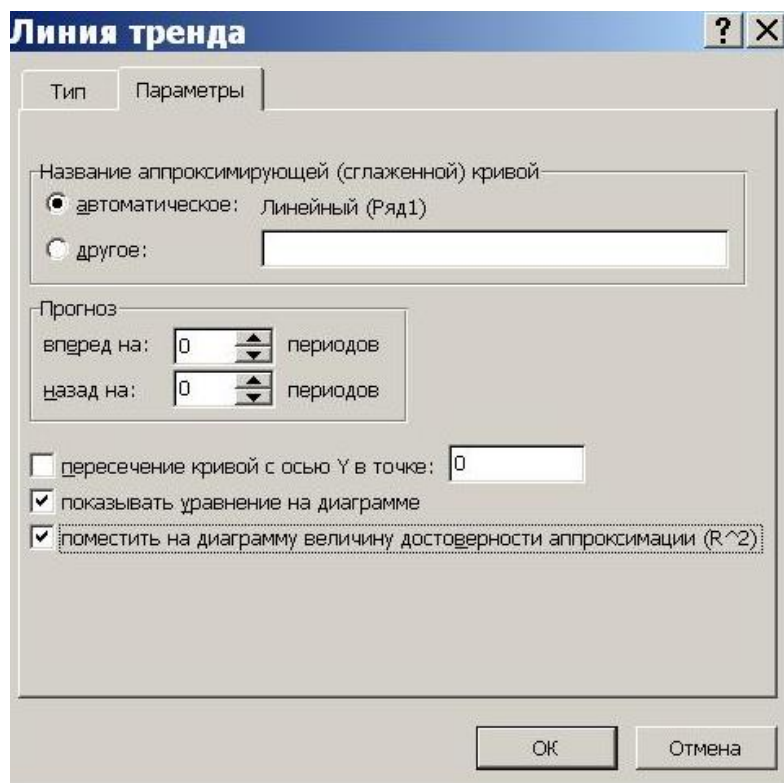 Линия тренда
Тип Параметры
Название аппроксимирующей (сглаженной) кривой
автоматическое: Линейный (Ряд1)
другое:
Прогноз
вперед на: 0 периодов
назад на: 0 периодов
пересечение кривой с осью Y в точке: 0
показывать уравнение на диаграмме
поместить на диаграмму величину достоверности аппроксимации (R^2)
ОК Отмена